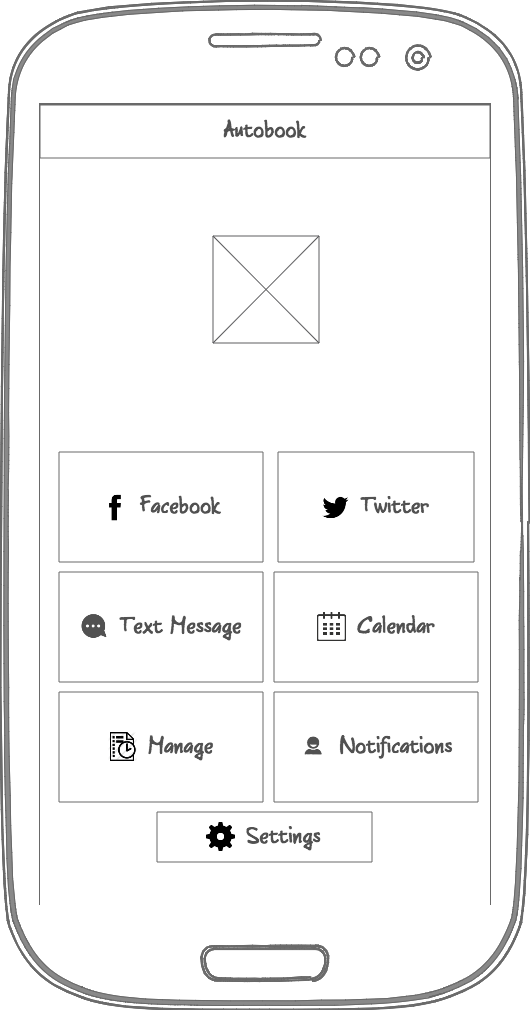 Autobook
Facebook
Twitter
Text Message
Calendar
Manage
Notifications
Settings